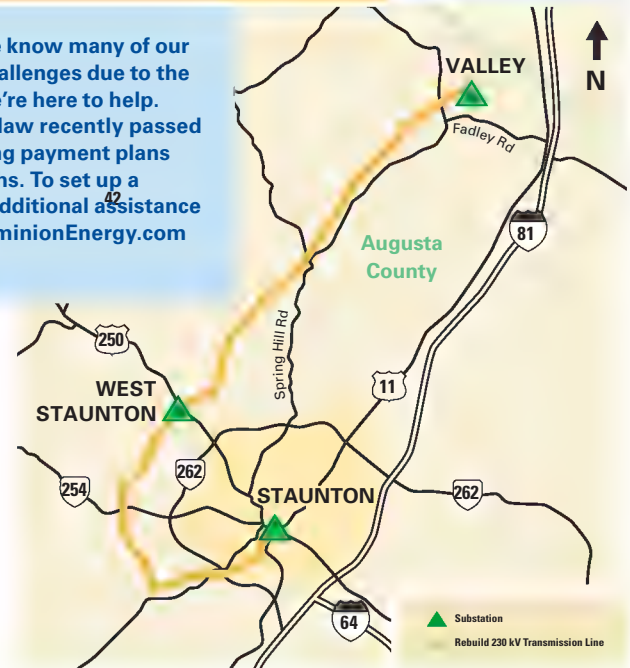 know many of our
allenges due to the
e're here to help.
law recently passed
ng payment plans
ns. To set up a
42
dditional assistance
minionEnergy.com
N
VALLEY
Fadley Rd
81
Augusta
County
Spring Hill Rd
250
11
WEST
STAUNTON
262
254
STAUNTON
262
64
Substation
Rebuild 230 kV Transmission Line